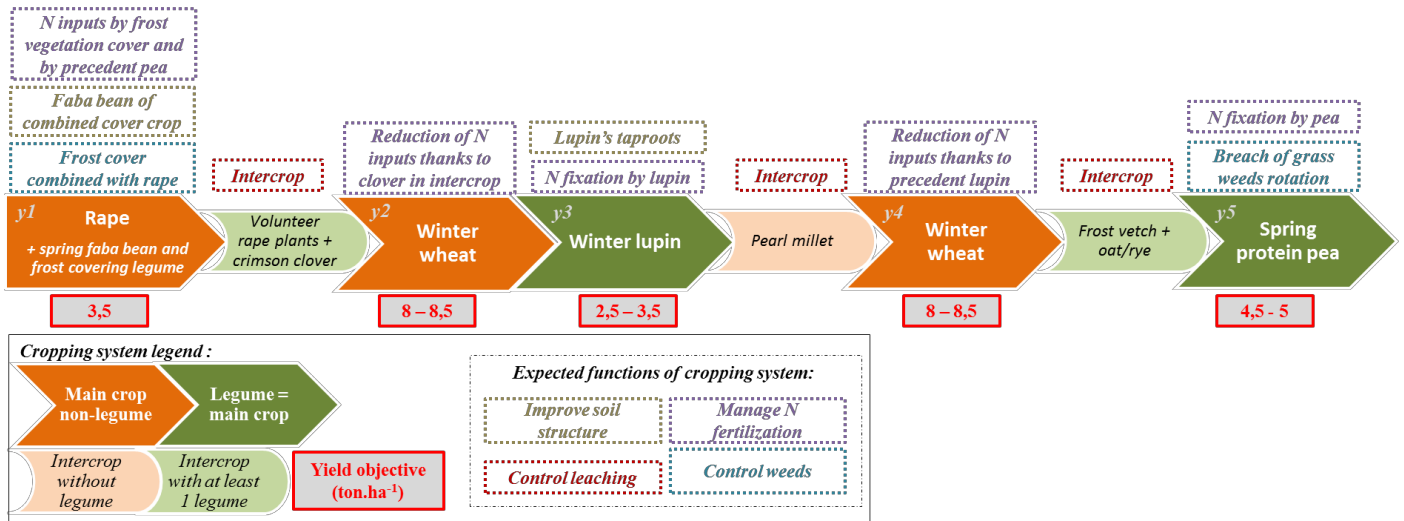 N inputs by frost
vegetation cover and
by precedent pea
Faba bean of
combined cover crop
Frost cover
combined with rape
Intercrop
Reduction of N
inputs thanks to
clover in intercrop
Lupin's taproots
N fixation by lupin
Intercrop
Reduction of N
inputs thanks to
precedent lupin
Intercrop
N fixation by pea
Breach of grass
weeds rotation
y1
Rape
+ spring faba bean and
frost covering legume
Volunteer
rape plants +
crimson clover
y2
Winter
wheat
y3
Winter lupin
Pearl millet
y4
Winter
wheat
Frost vetch +
oat/rye
y5
Spring
protein pea
3,5
8 – 8,5
2,5 – 3,5
8 – 8,5
4,5 - 5
Cropping system legend :
Main crop
non-legume
Legume =
main crop
Intercrop
without
legume
Intercrop
with at least
1 legume
Yield objective
(ton.ha⁻¹)
Expected functions of cropping system:
Improve soil
structure
Manage N
fertilization
Control leaching
Control weeds